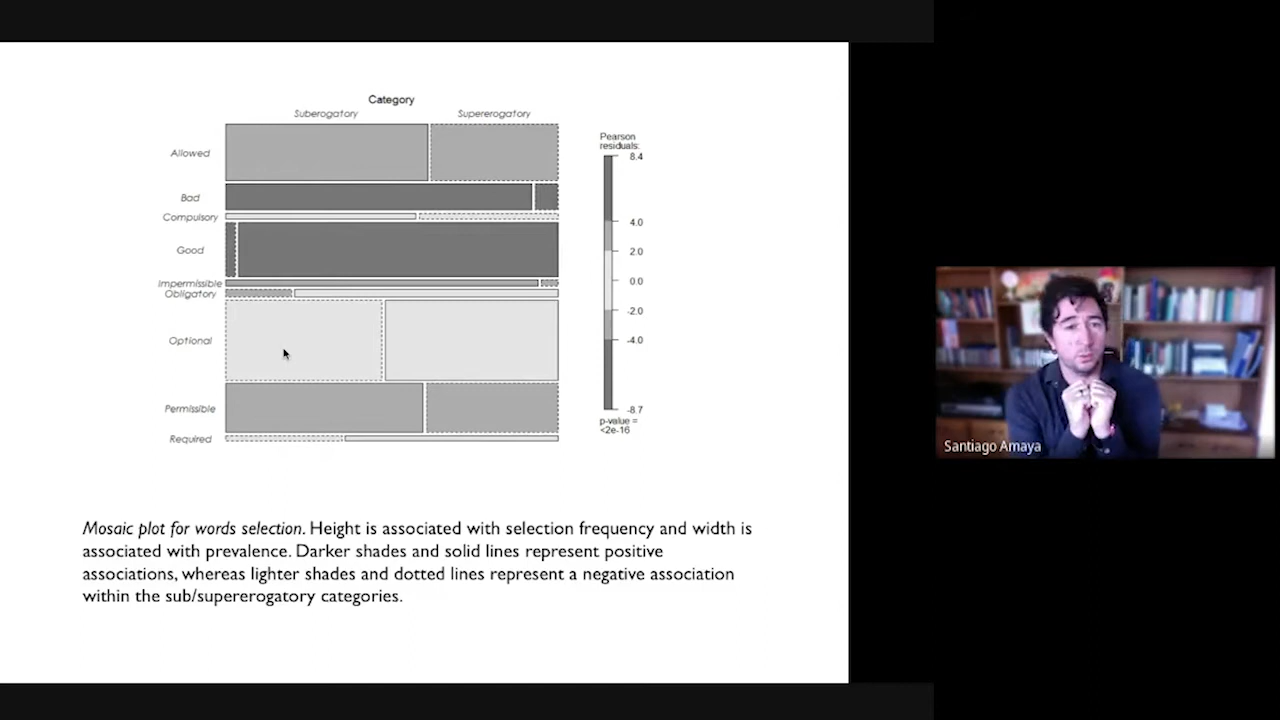 Category
Suberogatory Supererogatory
Pearson
residuals:
8.4
4.0
2.0
0.0
-2.0
-4.0
-8.7
p-value =
<2e-16
Allowed
Bad
Compulsory
Good
Impermissible
Obligatory
Optional
Permissible
Required
Mosaic plot for words selection. Height is associated with selection frequency and width is
associated with prevalence. Darker shades and solid lines represent positive
associations, whereas lighter shades and dotted lines represent a negative association
within the sub/supererogatory categories.
Santiago Amaya